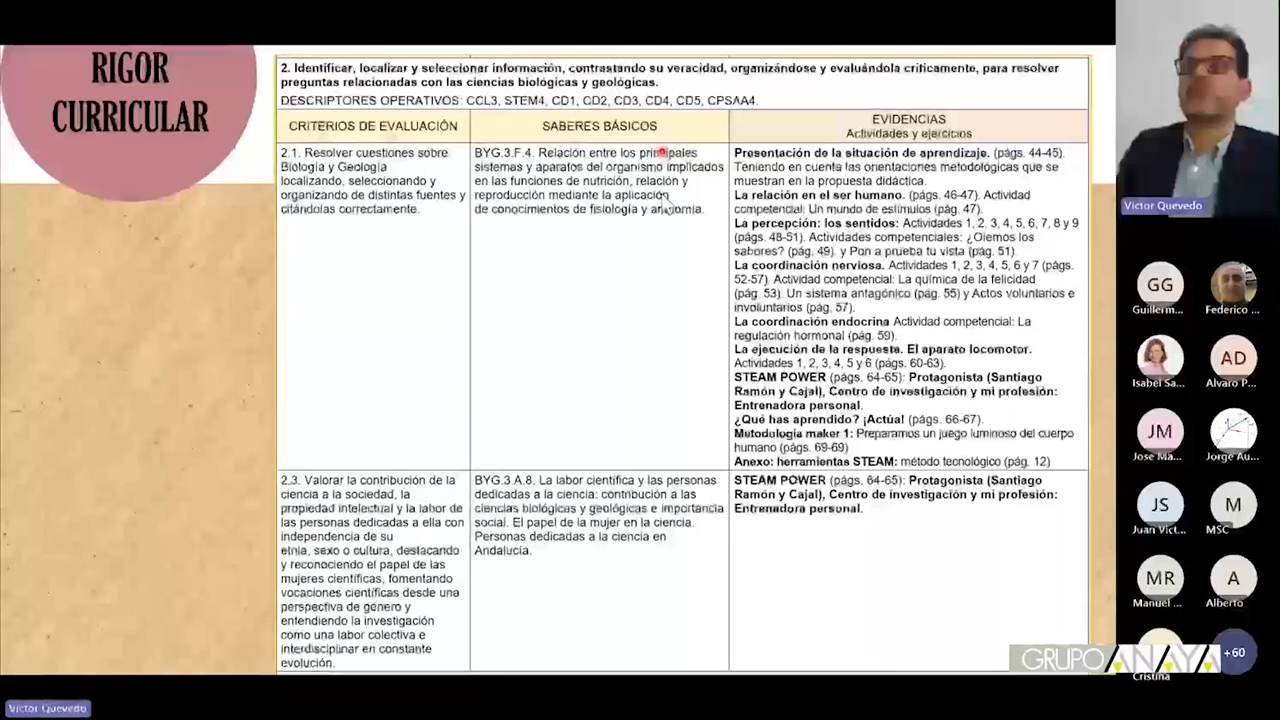 RIGOR
CURRICULAR
2. Identificar, localizar y seleccionar información, contrastando su veracidad, organizándose y evaluándola críticamente, para resolver
preguntas relacionadas con las ciencias biológicas y geológicas.
DESCRIPTORES OPERATIVOS: CCL3, STEM4, CD1, CD2, CD3, CD4, CD5, CPSAA4.
CRITERIOS DE EVALUACIÓN
SABERES BÁSICOS
EVIDENCIAS
Actividades y ejercicios
2.1. Resolver cuestiones sobre
Biología y Geología
localizando, seleccionando y
organizando de distintas fuentes y
citándolas correctamente.
BYG.3.F.4. Relación entre los principales
sistemas y aparatos del organismo implicados
en las funciones de nutrición, relación y
reproducción mediante la aplicación
de conocimientos de fisiología y anatomía.
Presentación de la situación de aprendizaje. (págs. 44-45).
Teniendo en cuenta las orientaciones metodológicas que se
muestran en la propuesta didáctica.
La relación en el ser humano. (págs. 46-47). Actividad
competencial: Un mundo de estímulos (pág. 47).
La percepción: los sentidos: Actividades 1, 2, 3, 4, 5, 6, 7, 8 y 9
(págs. 48-51). Actividades competenciales: ¿Olemos los
sabores? (pág. 49). y Pon a prueba tu vista (pág. 51)
La coordinación nerviosa. Actividades 1, 2, 3, 4, 5, 6 y 7 (págs.
52-57). Actividad competencial: La química de la felicidad
(pág. 53); Un sistema antagónico (pág. 55) y Actos voluntarios e
involuntarios (pág. 57).
La coordinación endocrina Actividad competencial: La
regulación hormonal (pág. 59).
La ejecución de la respuesta. El aparato locomotor.
Actividades 1, 2, 3, 4, 5 y 6 (págs. 60-63).
STEAM POWER (págs. 64-65): Protagonista (Santiago
Ramón y Cajal), Centro de investigación y mi profesión:
Entrenadora personal.
¿Qué has aprendido? ¡Actúa! (págs. 66-67).
Metodología maker 1: Preparamos un juego luminoso del cuerpo
humano (págs. 69-69)
Anexo: herramientas STEAM: método tecnológico (pág. 12)
2.3. Valorar la contribución de la
ciencia a la sociedad, la
propiedad intelectual y la labor de
las personas dedicadas a ella con
independencia de su
etnia, sexo o cultura, destacando
y reconociendo el papel de las
mujeres científicas, fomentando
vocaciones científicas desde una
perspectiva de género y
entendiendo la investigación
como una labor colectiva e
interdisciplinar en constante
evolución.
BYG.3.A.8. La labor científica y las personas
dedicadas a la ciencia: contribución a las
ciencias biológicas y geológicas e importancia
social. El papel de la mujer en la ciencia.
Personas dedicadas a la ciencia en
Andalucía.
STEAM POWER (págs. 64-65): Protagonista (Santiago
Ramón y Cajal), Centro de investigación y mi profesión:
Entrenadora personal.
Víctor Quevedo
GG
Guillerm...
Federico ...
Isabel Sa...
AD
Alvaro P...
JM
Jose Ma...
Jorge Au...
JS
Juan Vict...
M
MSC
MR
Manuel ...
A
Alberto
Cristina
+60
GRUPO ANAYA
Víctor Quevedo